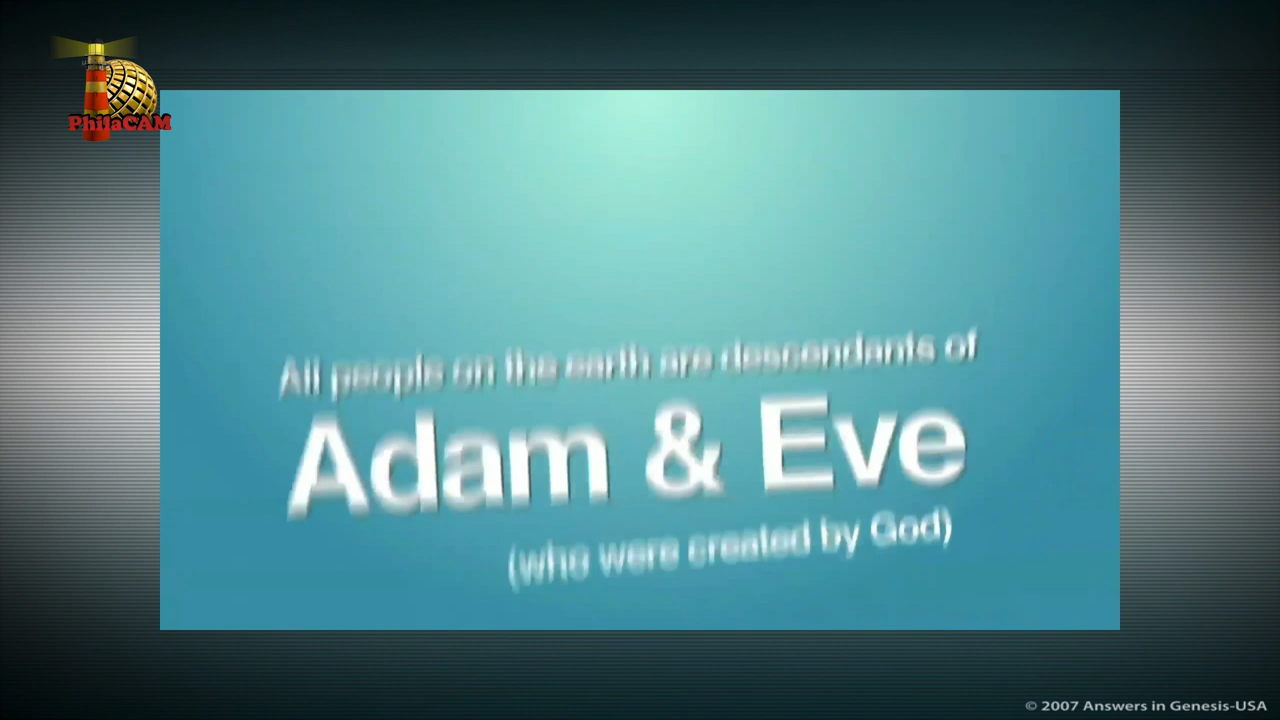 PhilaCAM
All people on the earth are descendants of
Adam & Eve
(who were created by God)
© 2007 Answers in Genesis-USA